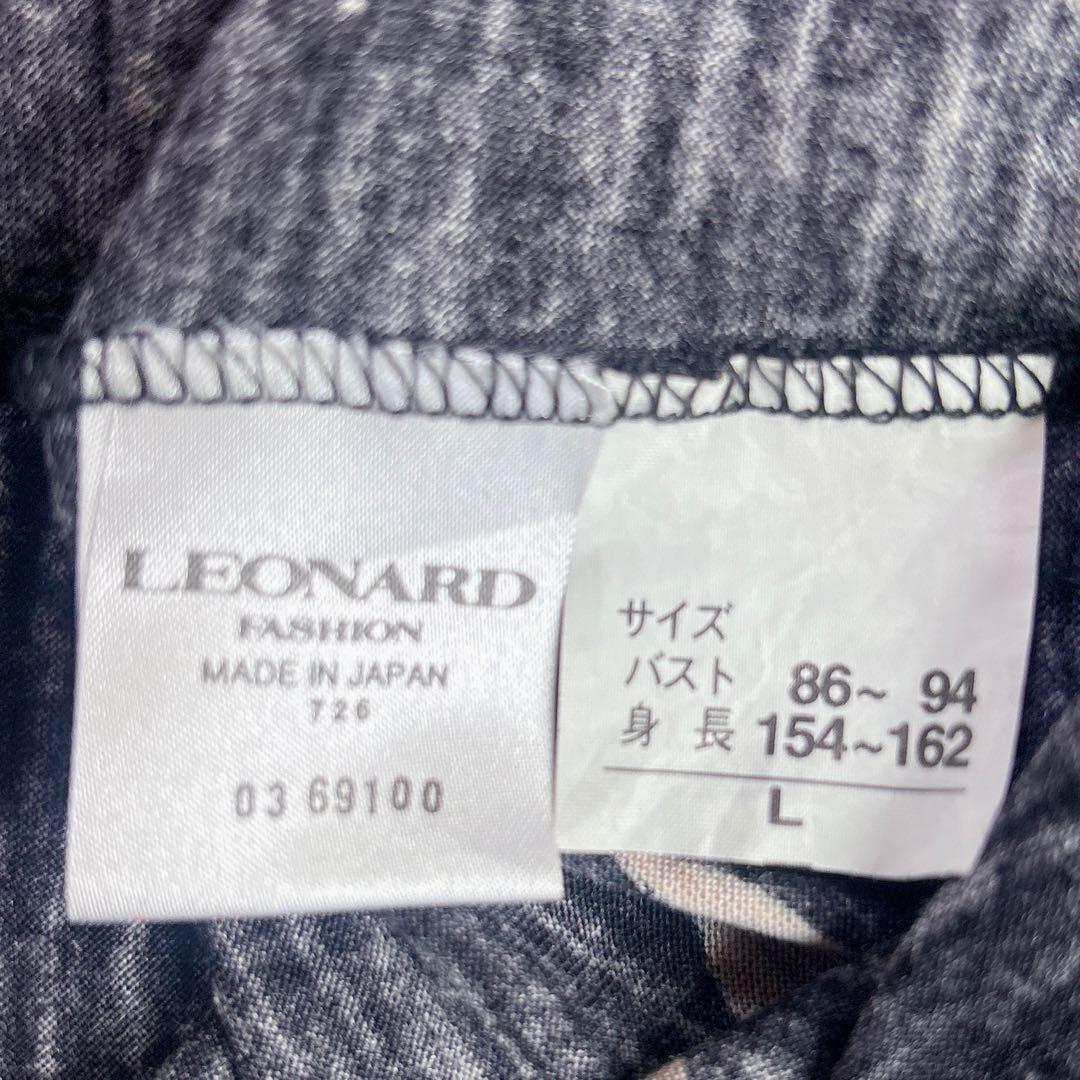 LEONARD
FASHION
MADE IN JAPAN
726
03 69100
サイズ
バスト 86~ 94
身 長 154~162
L